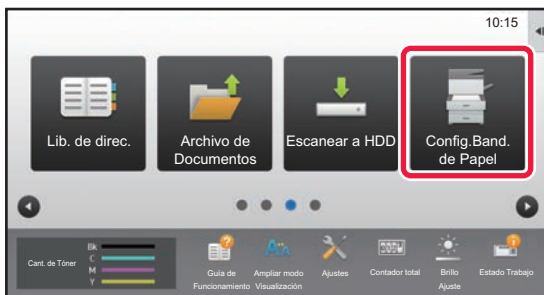 10:15
Lib. de direc.
Archivo de
Documentos
Escanear a HDD
Config.Band.
de Papel
Cant. de Tóner
Bk
C
M
Y
Guía de
Funcionamiento
Ampliar modo
Visualización
Ajustes
Contador total
Brillo
Ajuste
Estado Trabajo